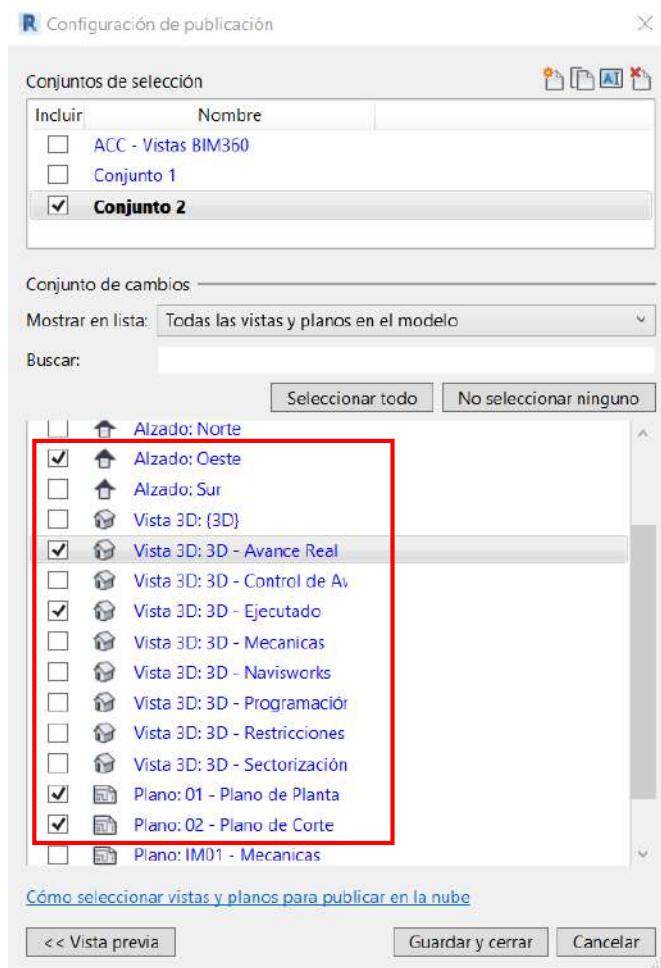 Configuración de publicación
Conjuntos de selección
Incluir Nombre
ACC - Vistas BIM360
Conjunto 1
Conjunto 2
Conjunto de cambios
Mostrar en lista: Todas las vistas y planos en el modelo
Buscar:
Seleccionar todo No seleccionar ninguno
Alzado: Norte
Alzado: Oeste
Alzado: Sur
Vista 3D: {3D}
Vista 3D: 3D - Avance Real
Vista 3D: 3D - Control de Av
Vista 3D: 3D - Ejecutado
Vista 3D: 3D - Mecanicas
Vista 3D: 3D - Navisworks
Vista 3D: 3D - Programación
Vista 3D: 3D - Restricciones
Vista 3D: 3D - Sectorización
Plano: 01 - Plano de Planta
Plano: 02 - Plano de Corte
Plano: IM01 - Mecanicas
Cómo seleccionar vistas y planos para publicar en la nube
<< Vista previa Guardar y cerrar Cancelar